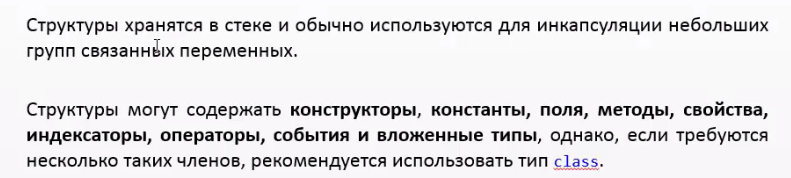 Структуры хранятся в стеке и обычно используются для инкапсуляции небольших
групп связанных переменных.
Структуры могут содержать конструкторы, константы, поля, методы, свойства,
индексаторы, операторы, события и вложенные типы, однако, если требуются
несколько таких членов, рекомендуется использовать тип class.